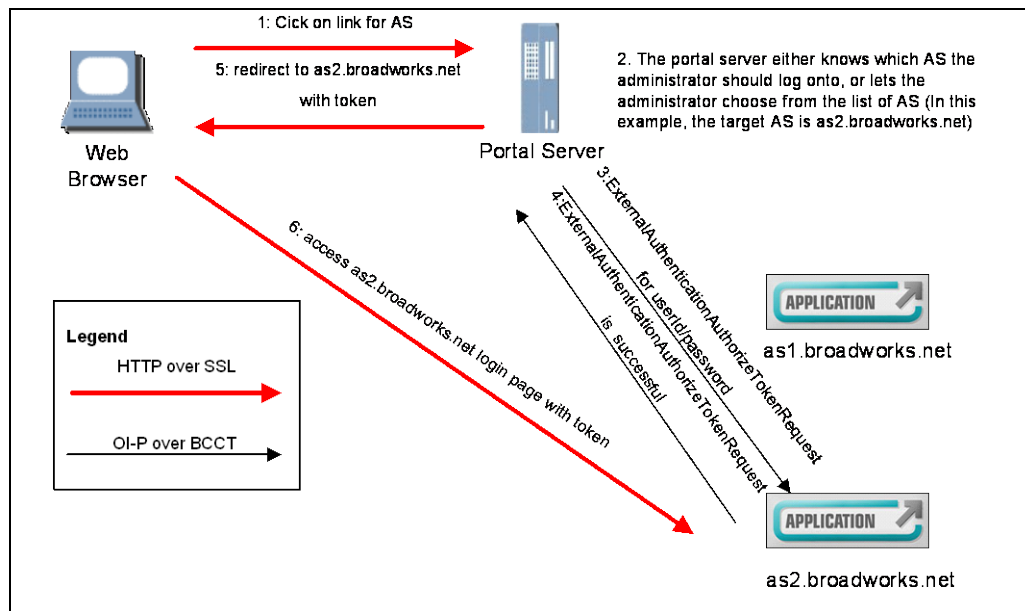 1: Cick on link for AS
5: redirect to as2.broadworks.net
with token
2. The portal server either knows which AS the
administrator should log onto, or lets the
administrator choose from the list of AS (In this
example, the target AS is as2.broadworks.net)
Web
Browser
Portal Server
3:ExternalAuthenticationAuthorizeTokenRequest
for userId/password
4:ExternalAuthenticationAuthorizeTokenRequest
is successful
6: access as2.broadworks.net login page with token
Legend
HTTP over SSL
OI-P over BCCT
APPLICATION
as1.broadworks.net
APPLICATION
as2.broadworks.net